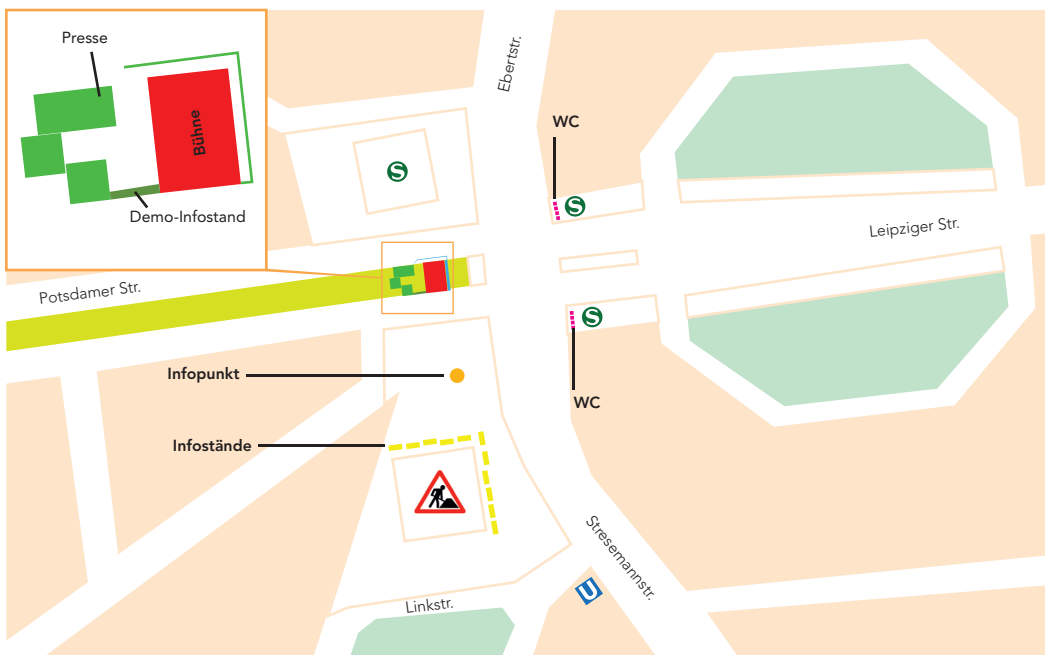 Presse
Bühne
Demo-Infostand
Ebertstr.
WC
S
S
Leipziger Str.
Potsdamer Str.
S
Infopunkt
WC
Infostände
Stresemannstr.
U
Linkstr.